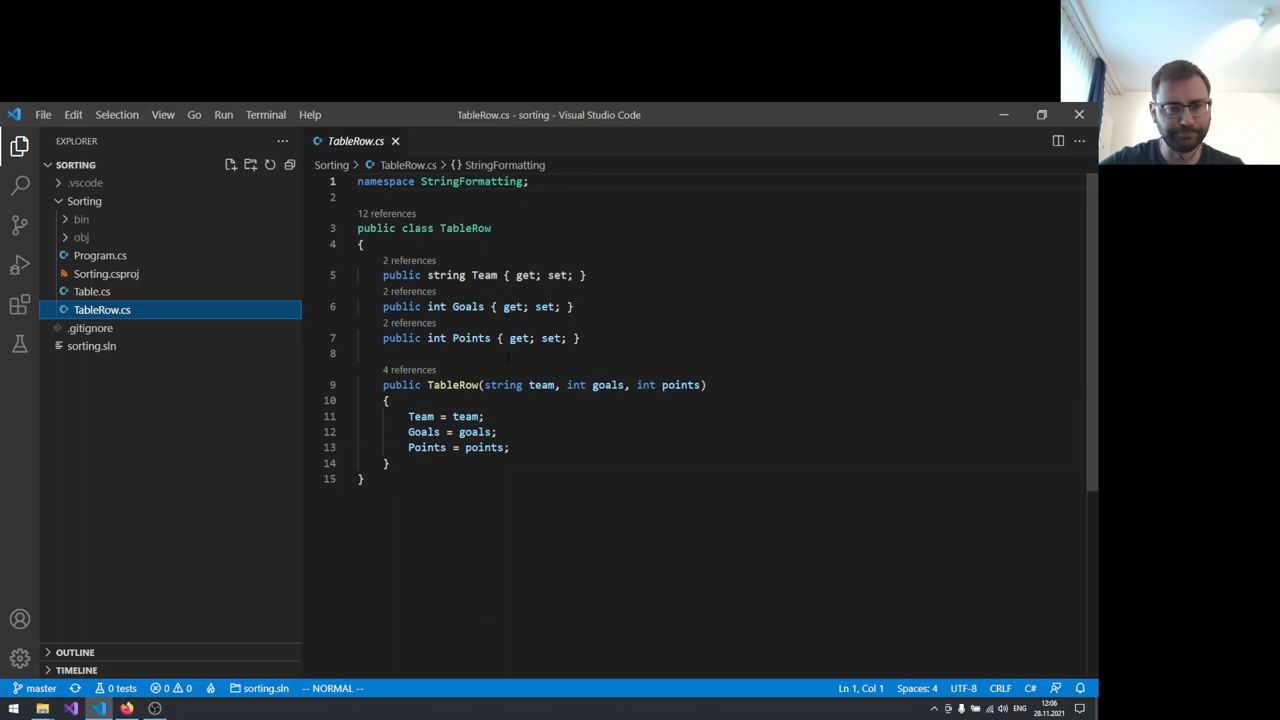 File Edit Selection View Go Run Terminal Help
TableRow.cs - sorting - Visual Studio Code
EXPLORER
SORTING
.vscode
Sorting
bin
obj
Program.cs
Sorting.csproj
Table.cs
TableRow.cs
.gitignore
sorting.sln
OUTLINE
TIMELINE
TableRow.cs
Sorting > TableRow.cs > {} StringFormatting
1 namespace StringFormatting;
2
12 references
3 public class TableRow
4 {
2 references
5 public string Team { get; set; }
2 references
6 public int Goals { get; set; }
2 references
7 public int Points { get; set; }
8
4 references
9 public TableRow(string team, int goals, int points)
10 {
11 Team = team;
12 Goals = goals;
13 Points = points;
14 }
15 }
master 0 tests 0 0 sorting.sln -- NORMAL -- Ln 1, Col 1 Spaces: 4 UTF-8 CRLF C#
ENG
12:06
28.11.2021